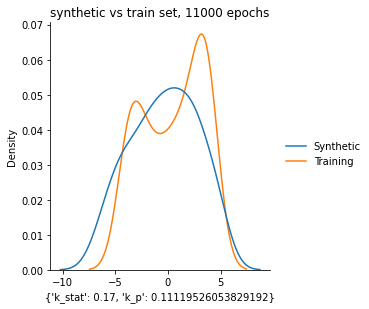 synthetic vs train set, 11000 epochs
0.07
0.06
0.05
0.04
0.03
0.02
0.01
0.00
Density
−10
−5
0
5
{'k_stat': 0.17, 'k_p': 0.11119526053829192}
Synthetic
Training